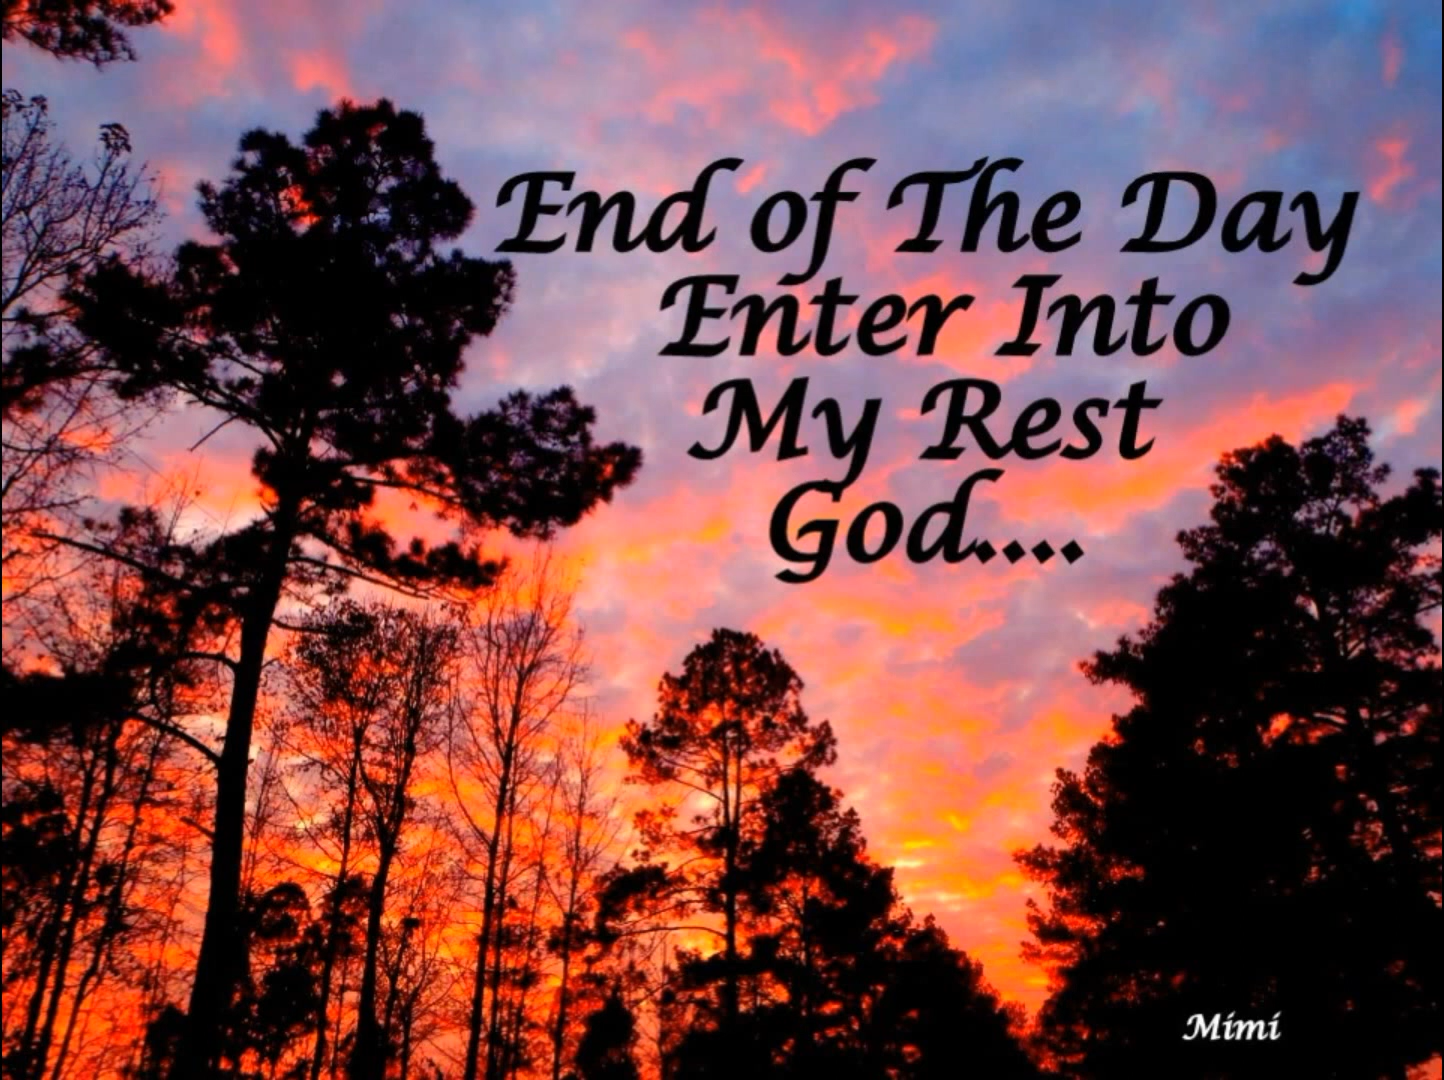 End of The Day
Enter Into
My Rest
God....
Mimi